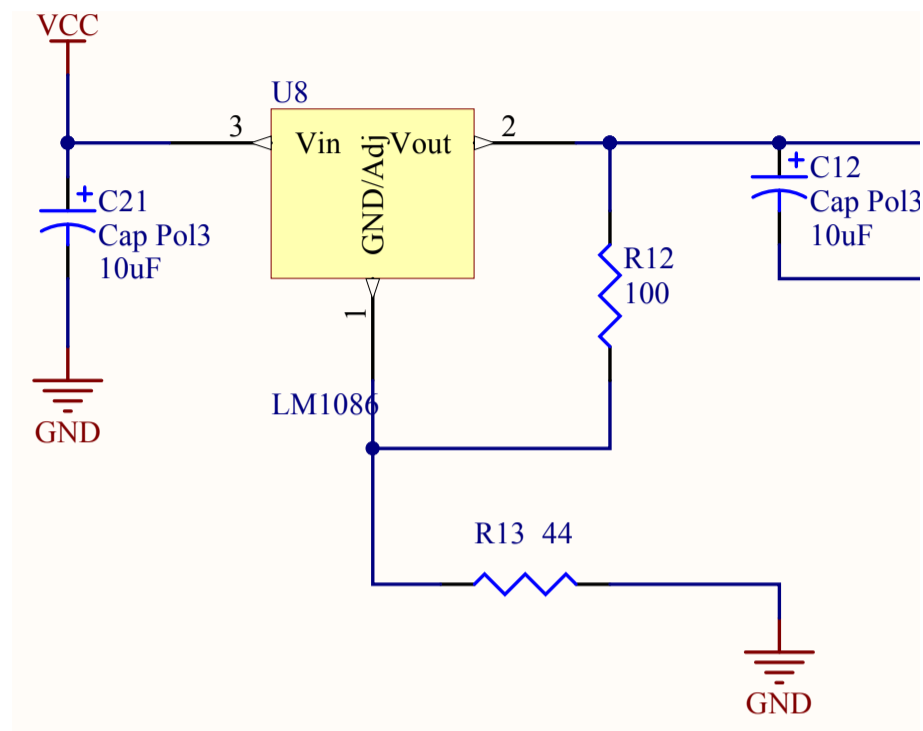 VCC
U8
3
Vin
GND/Adj
Vout
2
+
C21
Cap Pol3
10uF
+
C12
Cap Pol3
10uF
R12
100
1
LM1086
GND
R13 44
GND